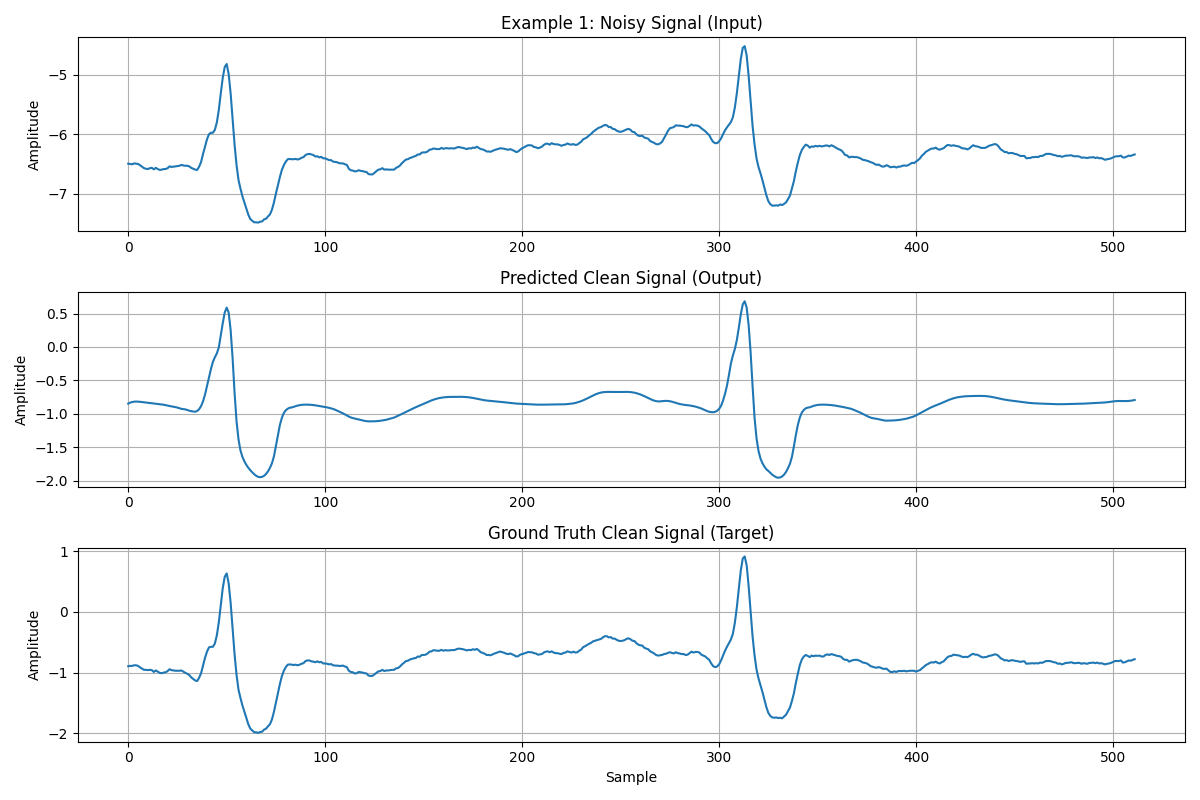 Example 1: Noisy Signal (Input)
Amplitude
−5
−6
−7
0 100 200 300 400 500
Predicted Clean Signal (Output)
Amplitude
0.5
0.0
−0.5
−1.0
−1.5
−2.0
0 100 200 300 400 500
Ground Truth Clean Signal (Target)
Amplitude
1
0
−1
−2
0 100 200 300 400 500
Sample